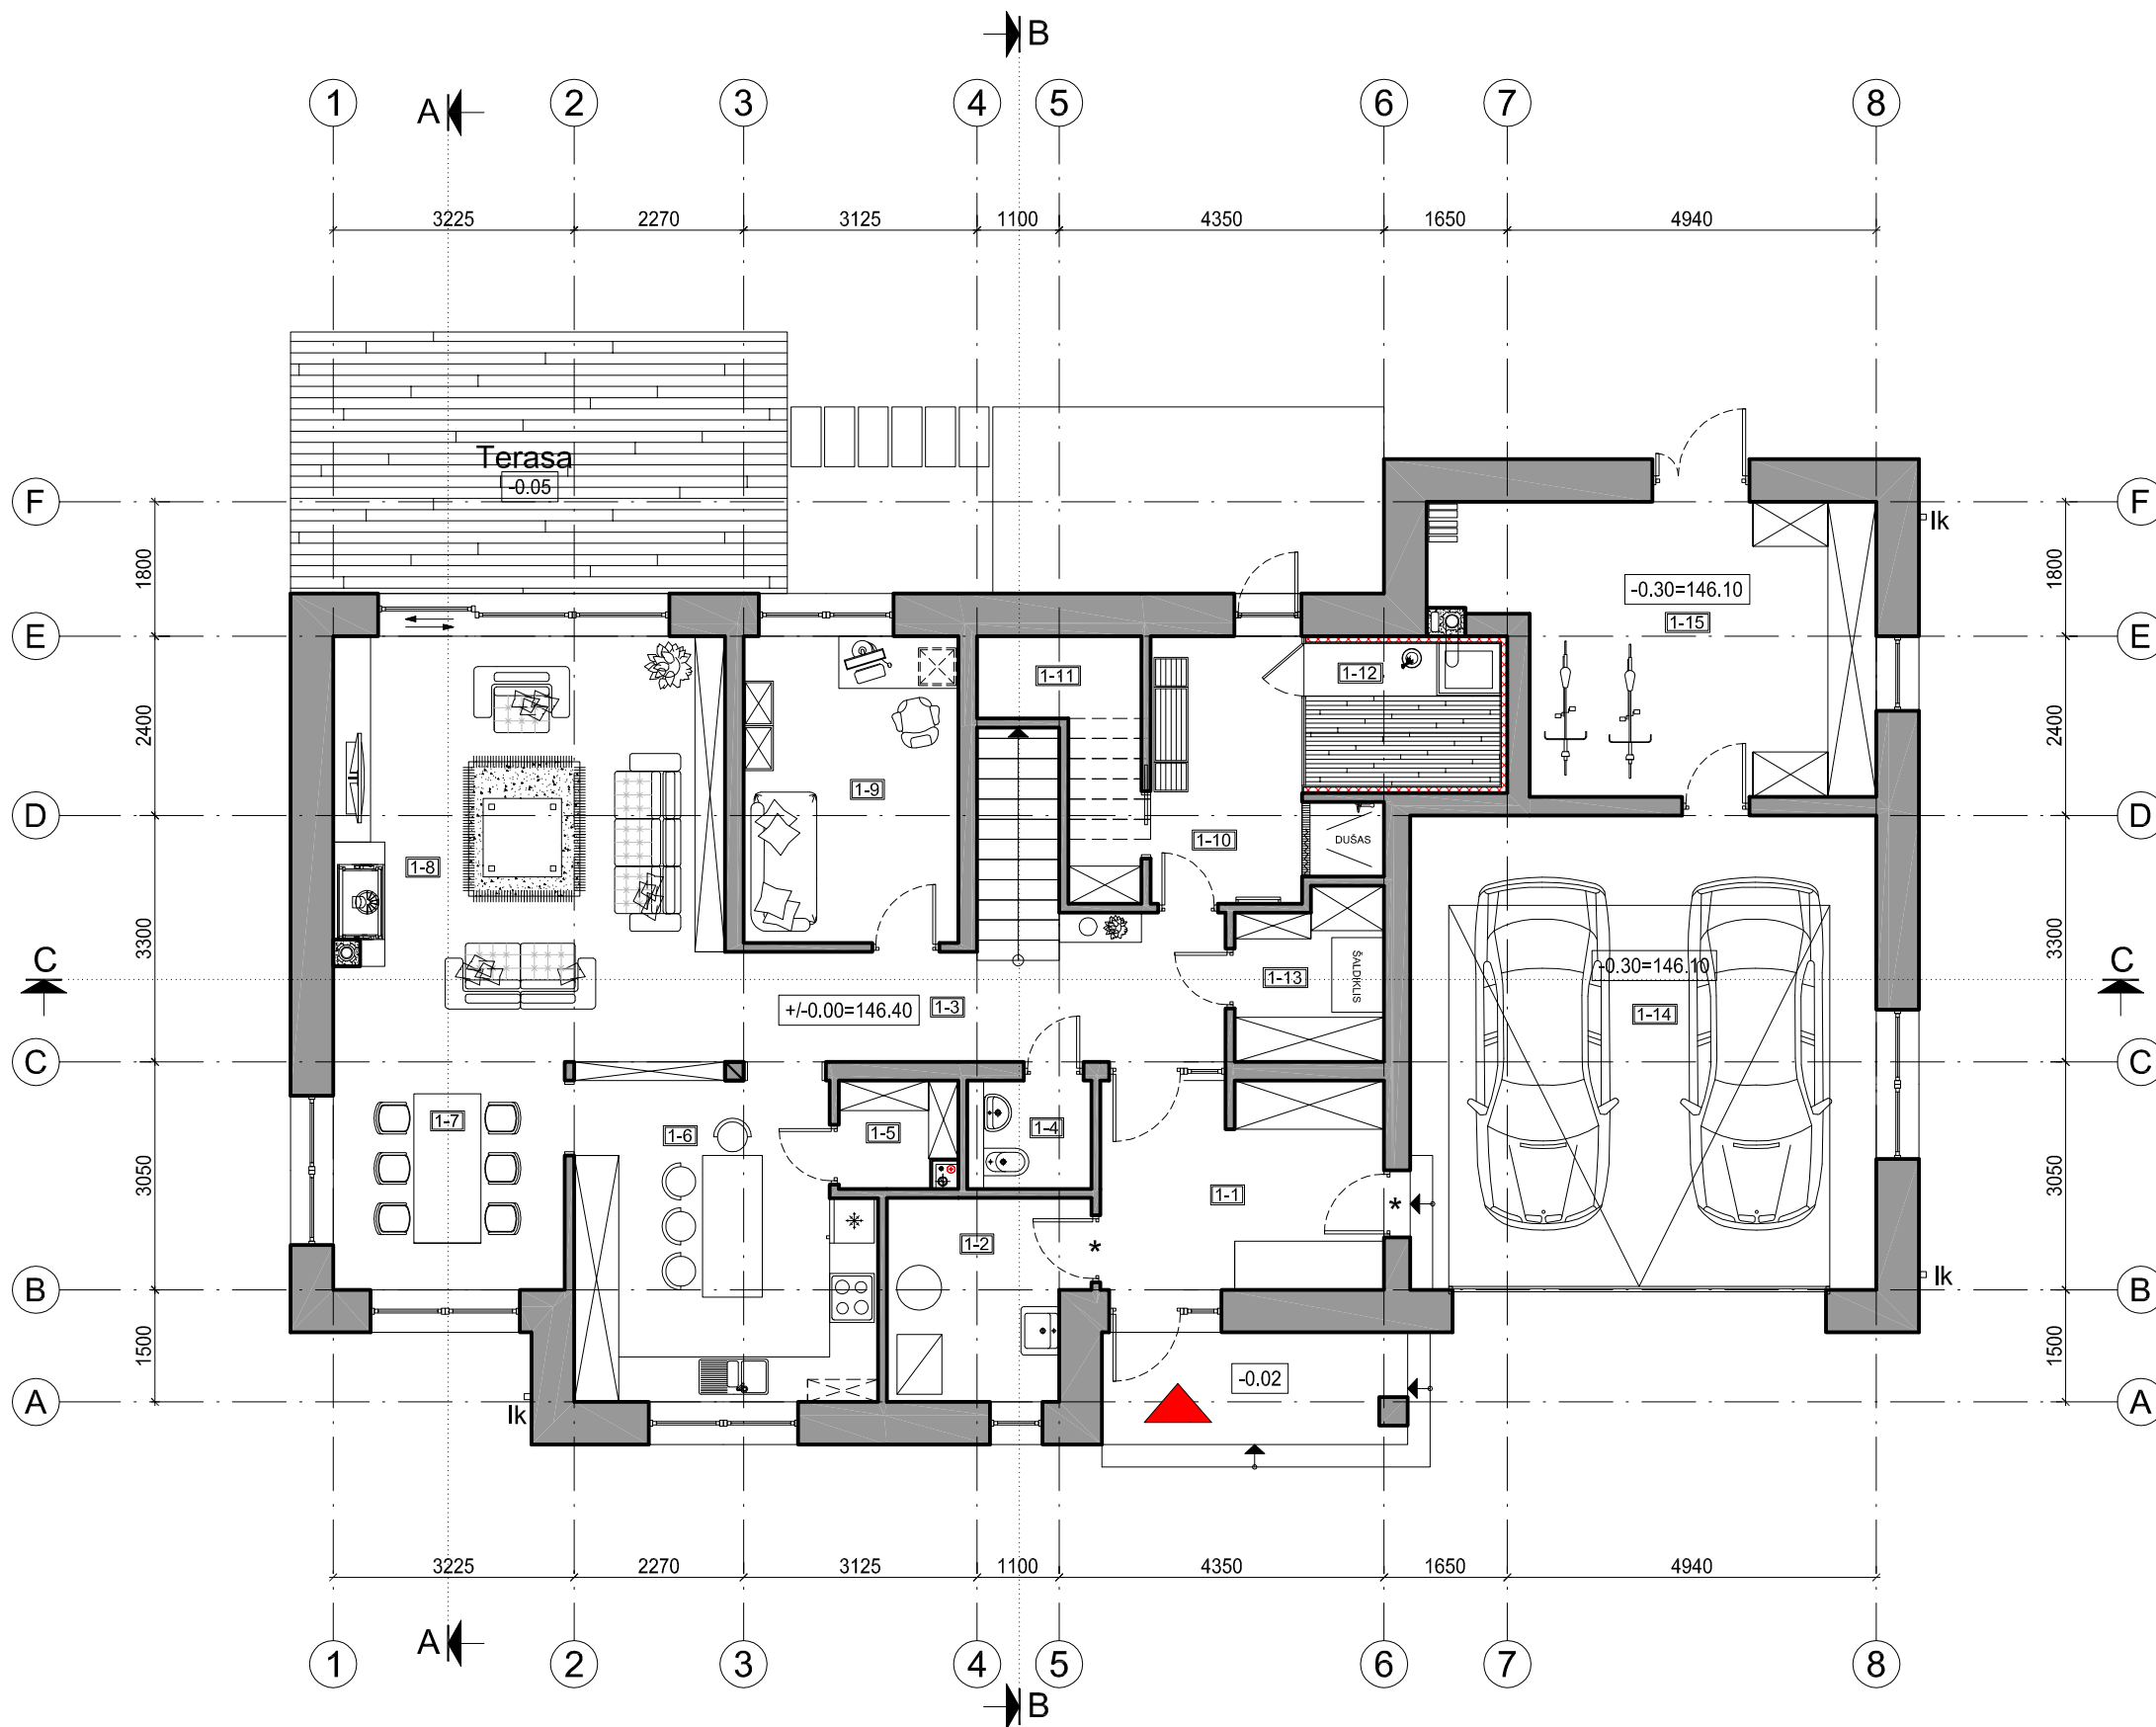 B
1 A 2 3 4 5 6 7 8
3225 2270 3125 1100 4350 1650 4940
Terasa
-0.05
F F
lk
1800 1800
-0.30=146.10
1-15
E E
1-11 1-12
2400 2400
1-9
D D
1-10 DUŠAS
1-8
3300 3300
C C
-0.30=146.10
1-13 ŠALDIKLIS
+/-0.00=146.40 1-3
1-14
C C
1-7 1-6 1-5 1-4
3050 3050
1-1 *
1-2 *
lk
B B
1500 1500
-0.02
A A
lk
3225 2270 3125 1100 4350 1650 4940
1 A 2 3 4 5 6 7 8
B